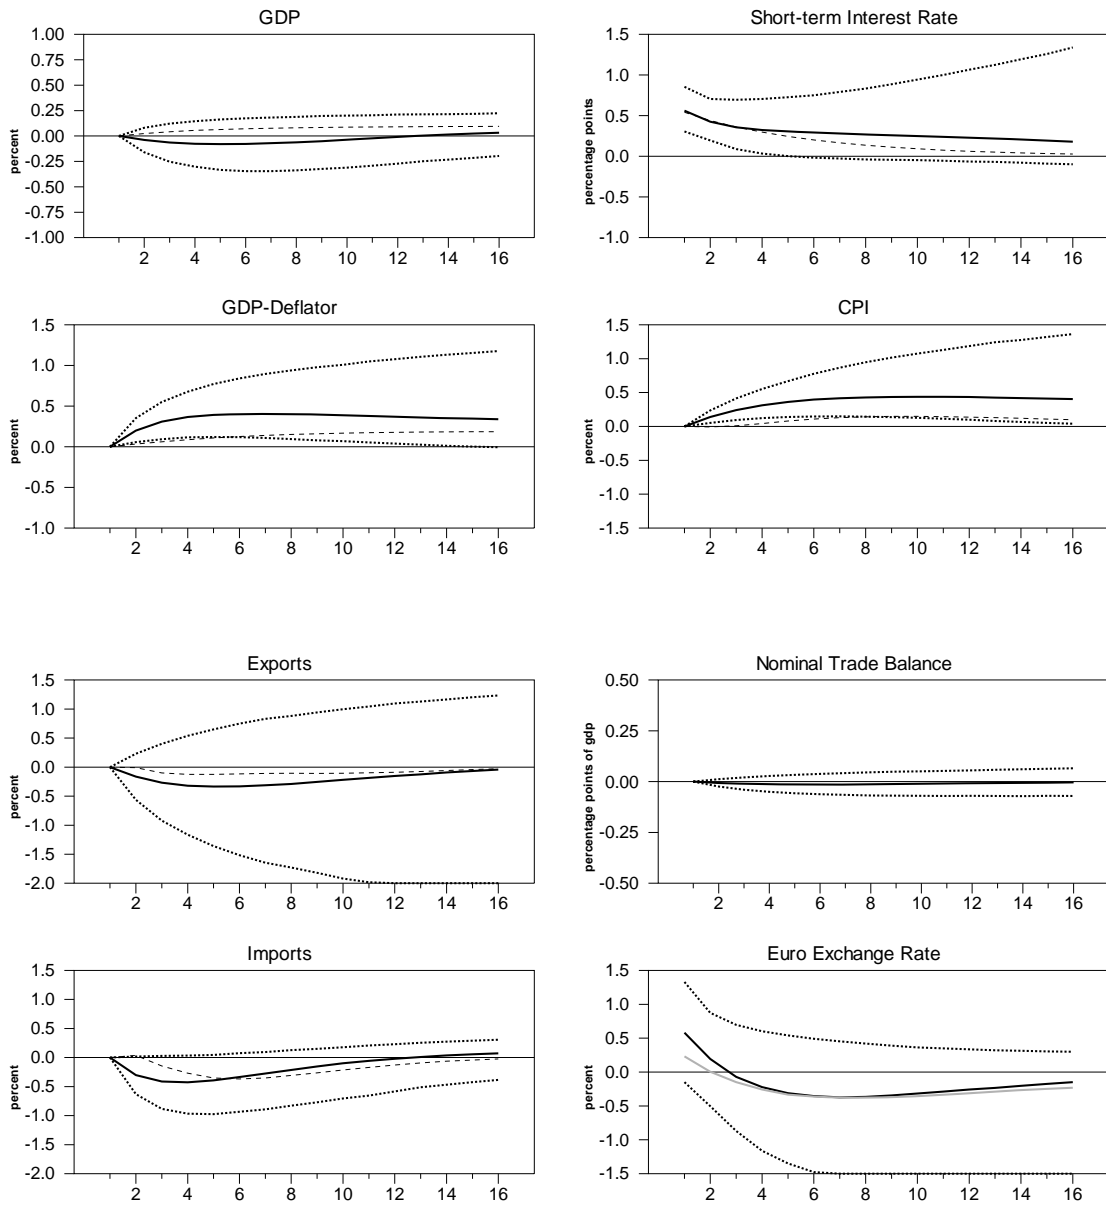 GDP
percent
1.00
0.75
0.50
0.25
0.00
-0.25
-0.50
-0.75
-1.00
2 4 6 8 10 12 14 16
Short-term Interest Rate
percentage points
1.5
1.0
0.5
0.0
-0.5
-1.0
2 4 6 8 10 12 14 16
GDP-Deflator
percent
1.5
1.0
0.5
0.0
-0.5
-1.0
2 4 6 8 10 12 14 16
CPI
percent
1.5
1.0
0.5
0.0
-0.5
-1.0
-1.5
2 4 6 8 10 12 14 16
Exports
percent
1.5
1.0
0.5
0.0
-0.5
-1.0
-1.5
-2.0
2 4 6 8 10 12 14 16
Nominal Trade Balance
percentage points of gdp
0.50
0.25
0.00
-0.25
-0.50
2 4 6 8 10 12 14 16
Imports
percent
1.5
1.0
0.5
0.0
-0.5
-1.0
-1.5
-2.0
2 4 6 8 10 12 14 16
Euro Exchange Rate
percent
1.5
1.0
0.5
0.0
-0.5
-1.0
-1.5
2 4 6 8 10 12 14 16